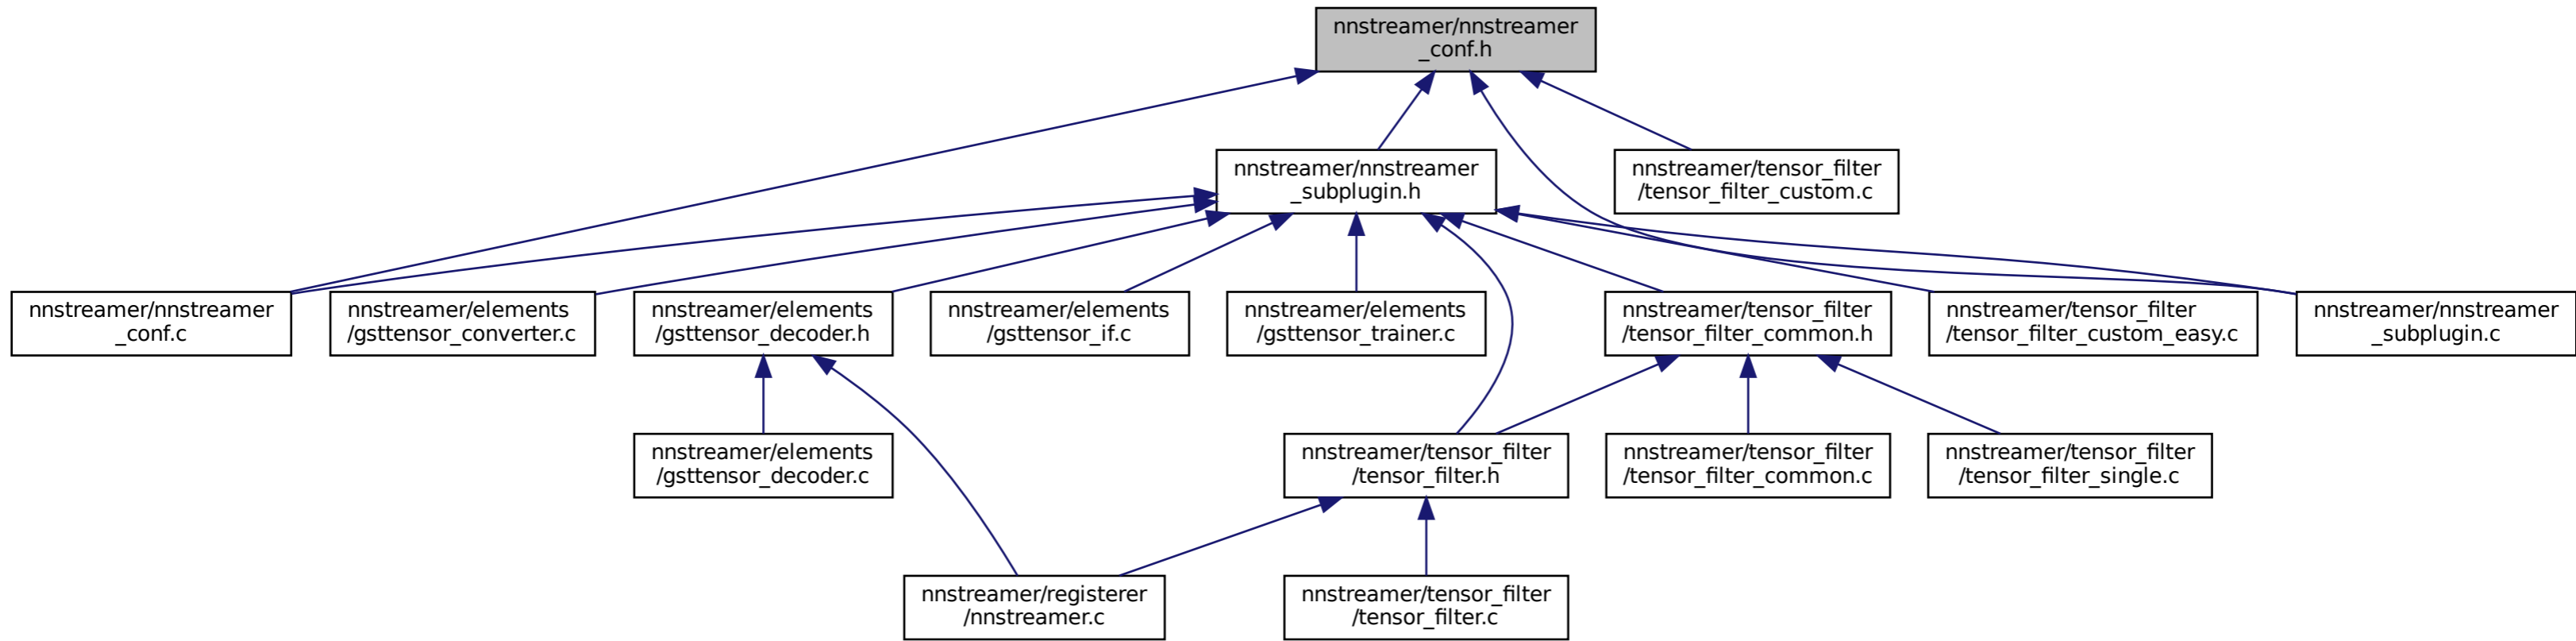 nnstreamer/nnstreamer
_conf.h
nnstreamer/nnstreamer
_subplugin.h
nnstreamer/tensor_filter
/tensor_filter_custom.c
nnstreamer/nnstreamer
_conf.c
nnstreamer/elements
/gsttensor_converter.c
nnstreamer/elements
/gsttensor_decoder.h
nnstreamer/elements
/gsttensor_if.c
nnstreamer/elements
/gsttensor_trainer.c
nnstreamer/tensor_filter
/tensor_filter_common.h
nnstreamer/tensor_filter
/tensor_filter_custom_easy.c
nnstreamer/nnstreamer
_subplugin.c
nnstreamer/elements
/gsttensor_decoder.c
nnstreamer/tensor_filter
/tensor_filter.h
nnstreamer/tensor_filter
/tensor_filter_common.c
nnstreamer/tensor_filter
/tensor_filter_single.c
nnstreamer/registerer
/nnstreamer.c
nnstreamer/tensor_filter
/tensor_filter.c